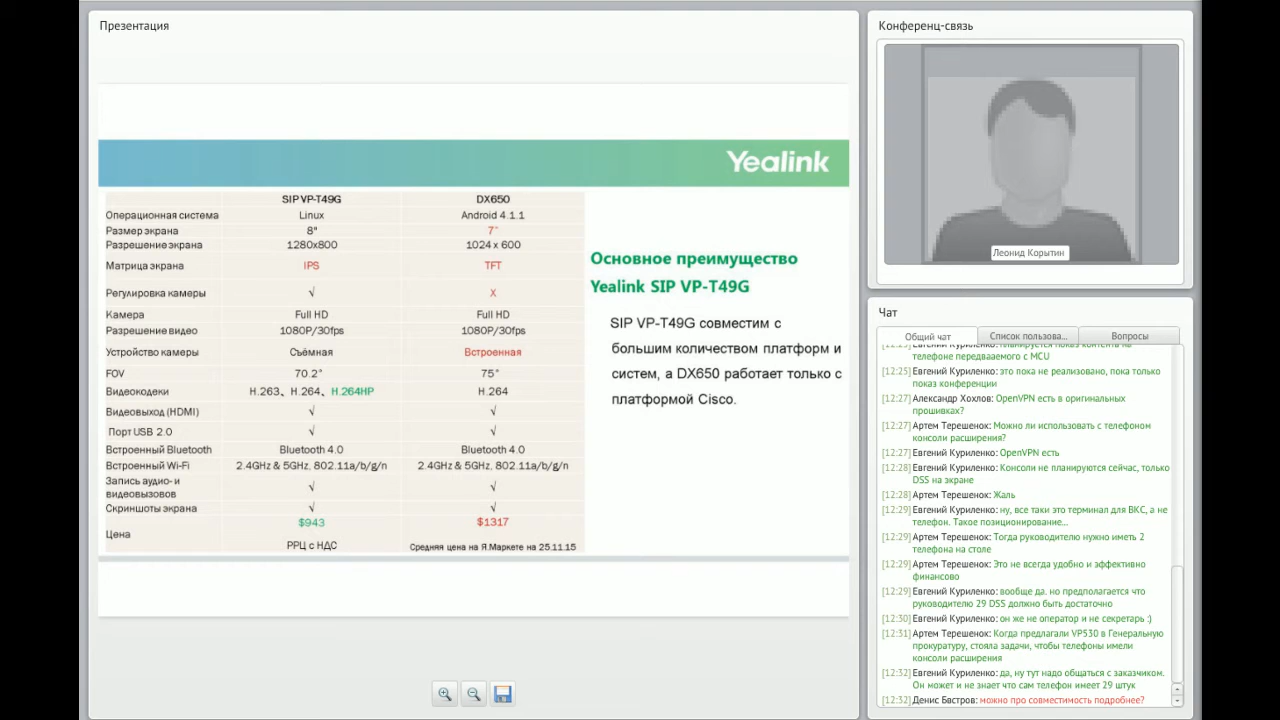 Презентация
Yealink
SIP VP-T49G DX650
Операционная система Linux Android 4.1.1
Размер экрана 8" 7"
Разрешение экрана 1280x800 1024 x 600
Матрица экрана IPS TFT
Регулировка камеры √ X
Камера Full HD Full HD
Разрешение видео 1080P/30fps 1080P/30fps
Устройство камеры Съёмная Встроенная
FOV 70.2° 75°
Видеокодеки H.263、H.264、H.264HP H.264
Видеовыход (HDMI) √ √
Порт USB 2.0 √ √
Встроенный Bluetooth Bluetooth 4.0 Bluetooth 4.0
Встроенный Wi-Fi 2.4GHz & 5GHz, 802.11a/b/g/n 2.4GHz & 5GHz, 802.11a/b/g/n
Запись аудио- и
видеовызовов √ √
Скриншоты экрана √ √
Цена $943 $1317
РРЦ с НДС Средняя цена на Я.Маркете на 25.11.15
Основное преимущество
Yealink SIP VP-T49G
SIP VP-T49G совместим с
большим количеством платформ и
систем, а DX650 работает только с
платформой Cisco.
Конференц-связь
Леонид Корытин
Чат
Общий чат Список пользова... Вопросы
Евгений Куриленко: планируется показ контента на
телефоне передвааемого с MCU
[12:25] Евгений Куриленко: это пока не реализовано, пока только
показ конференции
[12:27] Александр Хохлов: OpenVPN есть в оригинальных
прошивках?
[12:27] Артем Терешенок: Можно ли использовать с телефоном
консоли расширения?
[12:27] Евгений Куриленко: OpenVPN есть
[12:28] Евгений Куриленко: Консоли не планируются сейчас, только
DSS на экране
[12:28] Артем Терешенок: Жаль
[12:29] Евгений Куриленко: ну, все таки это терминал для ВКС, а не
телефон. Такое позиционирование...
[12:29] Артем Терешенок: Тогда руководителю нужно иметь 2
телефона на столе
[12:29] Артем Терешенок: Это не всегда удобно и эффективно
финансово
[12:29] Евгений Куриленко: вообще да. но предполагается что
руководителю 29 DSS должно быть достаточно
[12:30] Евгений Куриленко: он же не оператор и не секретарь :)
[12:31] Артем Терешенок: Когда предлагали VP530 в Генеральную
прокуратуру, стояла задачи, чтобы телефоны имели
консоли расширения
[12:32] Евгений Куриленко: да, ну тут надо общаться с заказчиком.
Он может и не знает что сам телефон имеет 29 штук
[12:32] Денис Быстров: можно про совместимость подробнее?